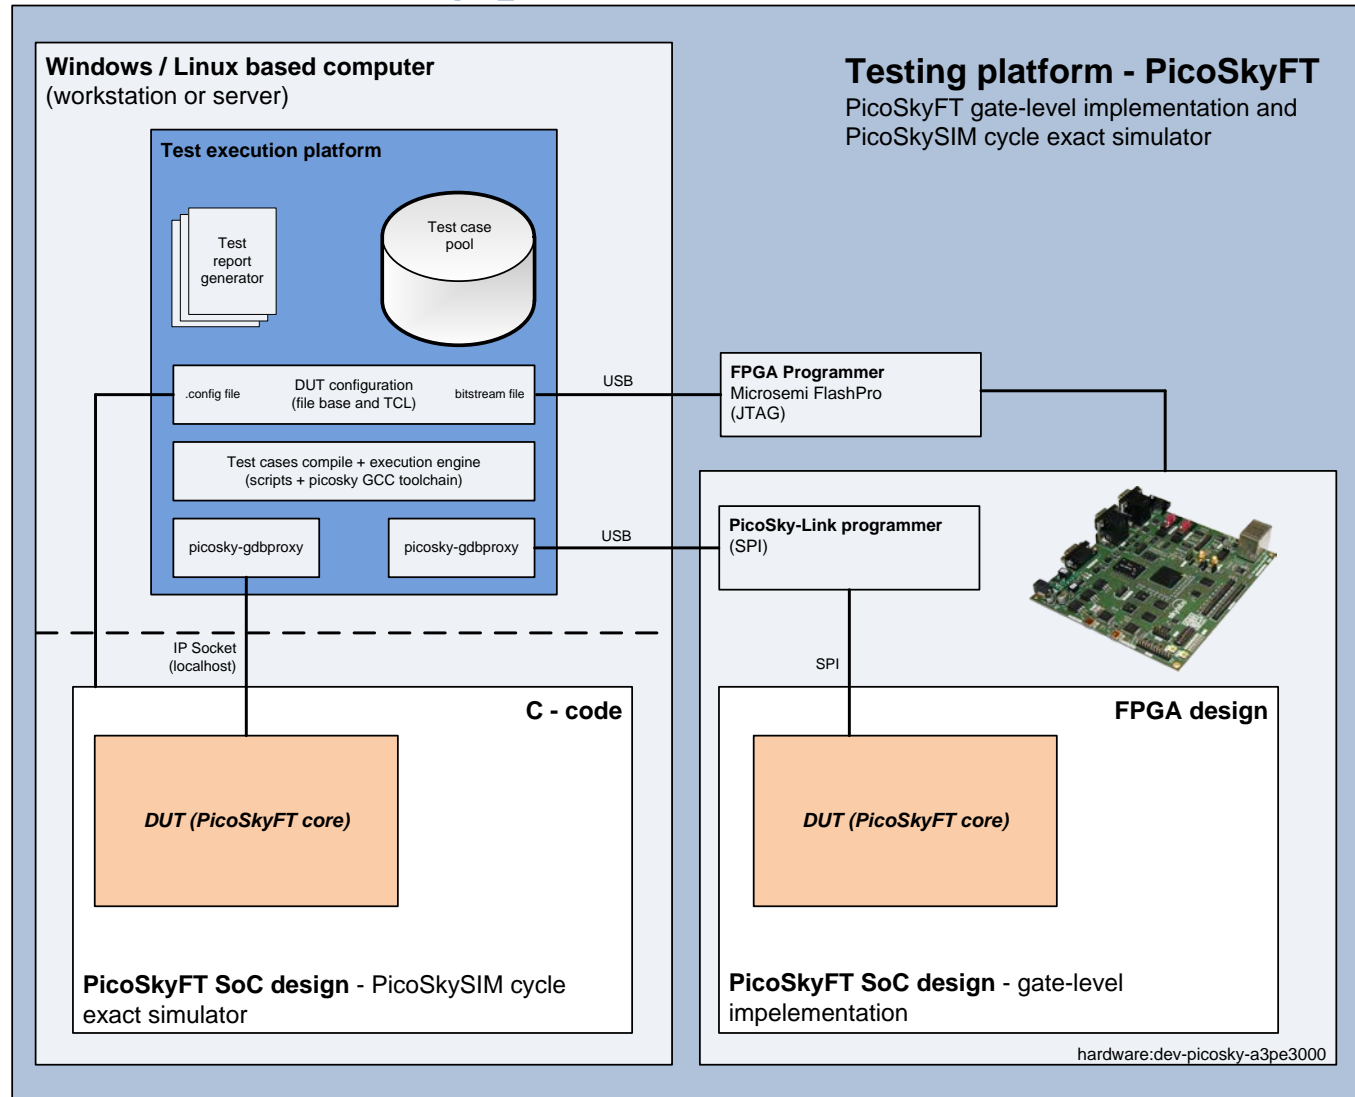 Testing platform - PicoSkyFT
PicoSkyFT gate-level implementation and
PicoSkySIM cycle exact simulator
Windows / Linux based computer
(workstation or server)
Test execution platform
Test
report
generator
Test case
pool
.config file
DUT configuration
(file base and TCL)
bitstream file
USB
FPGA Programmer
Microsemi FlashPro
(JTAG)
Test cases compile + execution engine
(scripts + picosky GCC toolchain)
picosky-gdbproxy
picosky-gdbproxy
USB
PicoSky-Link programmer
(SPI)
IP Socket
(localhost)
SPI
C - code
DUT (PicoSkyFT core)
PicoSkyFT SoC design - PicoSkySIM cycle
exact simulator
FPGA design
DUT (PicoSkyFT core)
PicoSkyFT SoC design - gate-level
impelementation
hardware:dev-picosky-a3pe3000